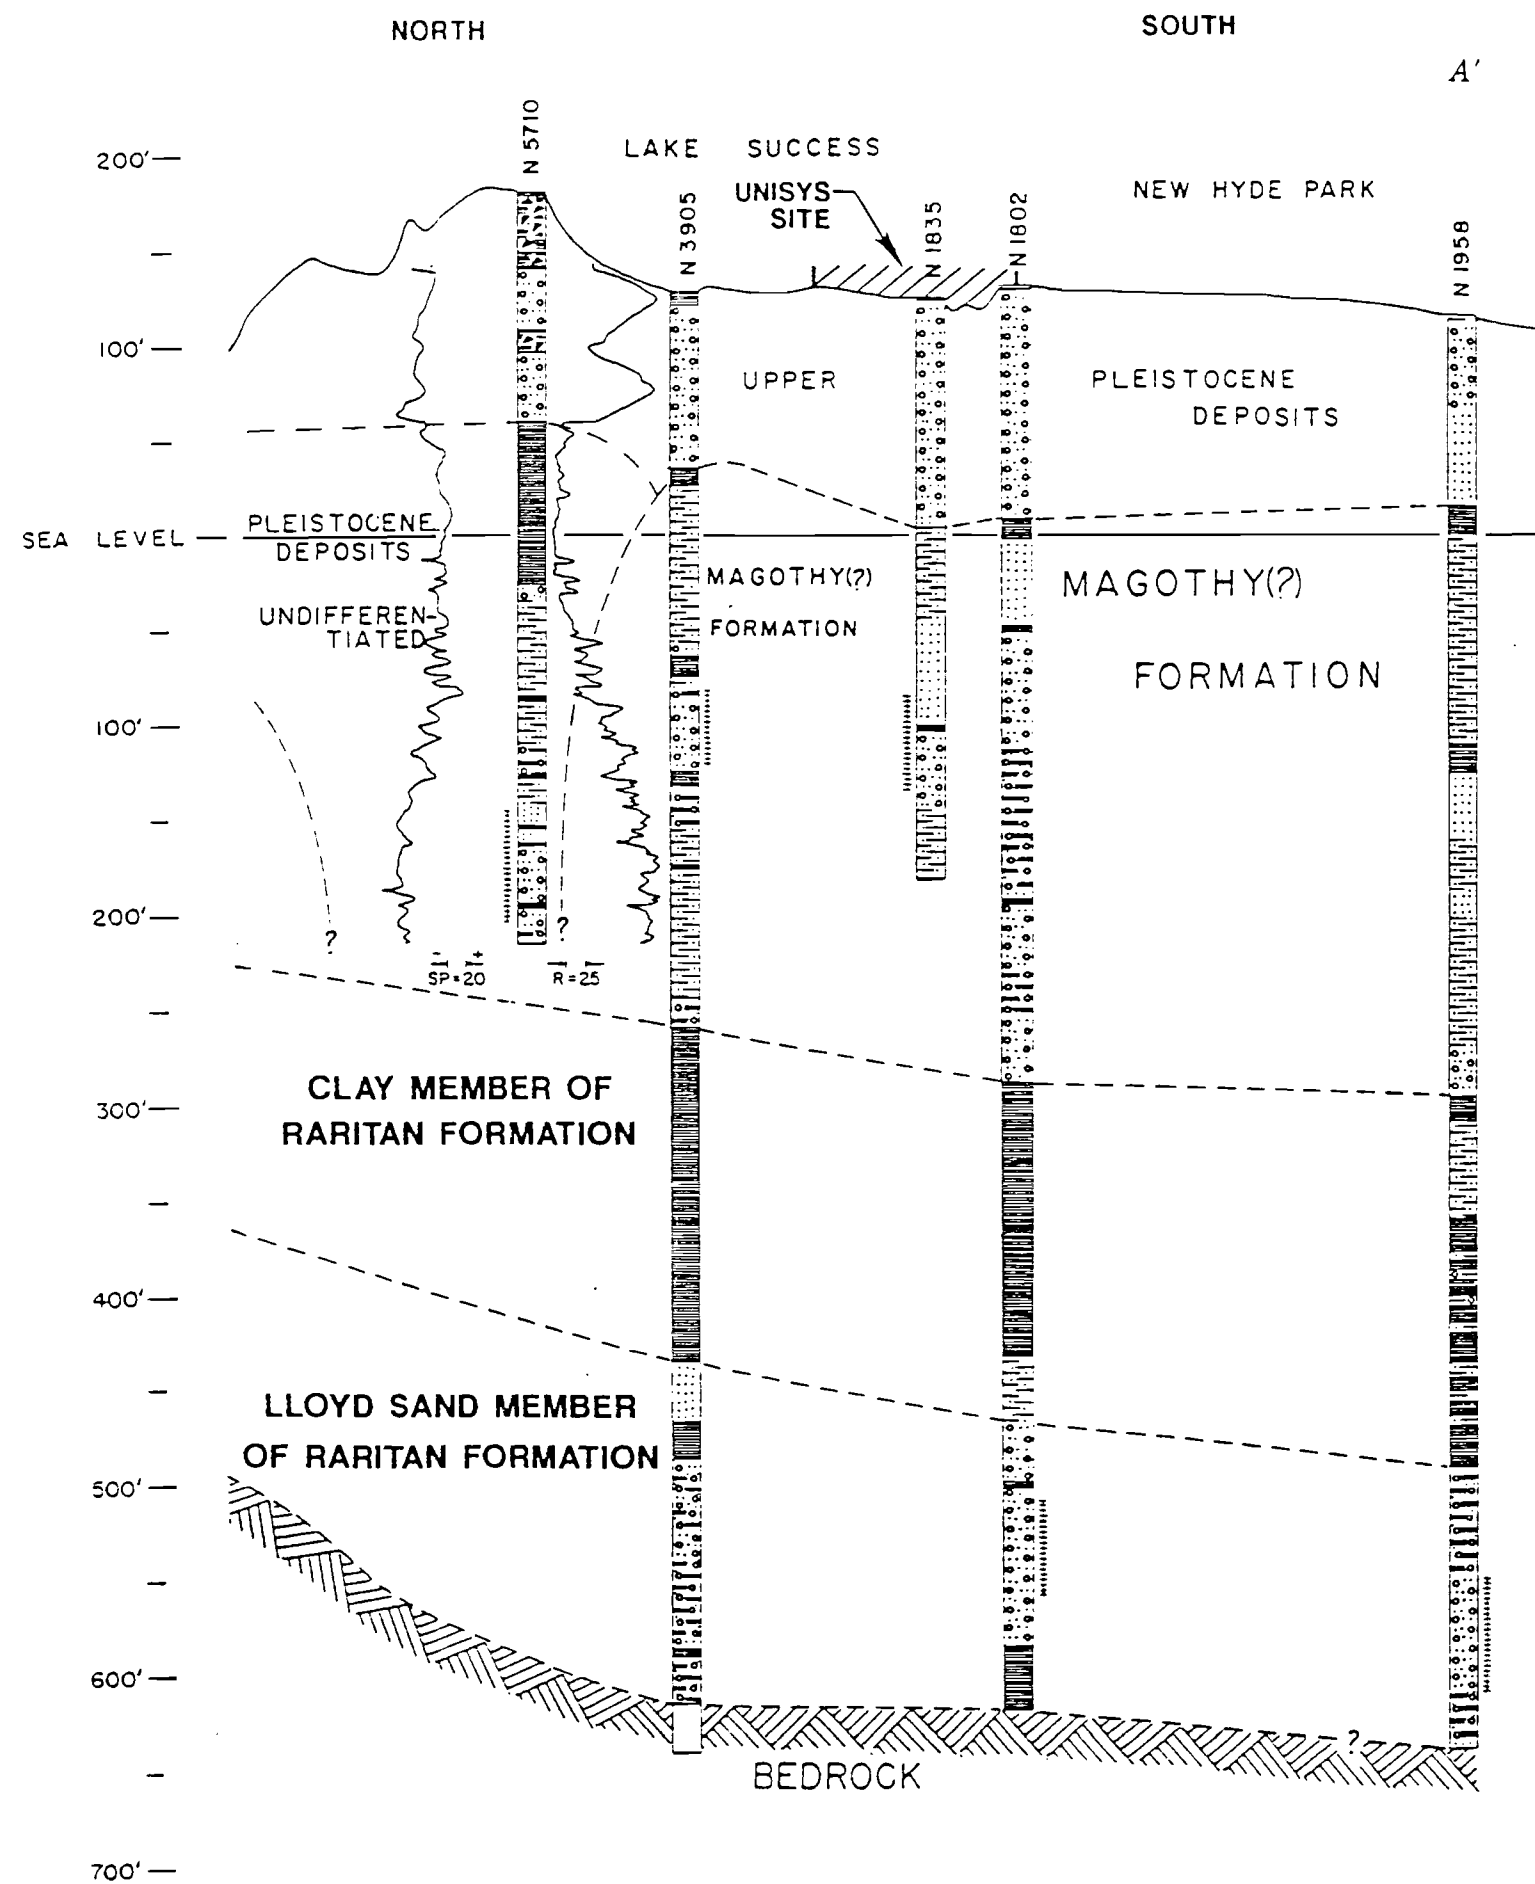 NORTH
SOUTH
A'
N 5710
LAKE SUCCESS
200'
UNISYS
SITE
NEW HYDE PARK
N 3905
N 1835
N 1802
N 1958
100'
UPPER
PLEISTOCENE
DEPOSITS
PLEISTOCENE
SEA LEVEL
DEPOSITS
MAGOTHY(?)
MAGOTHY(?)
UNDIFFEREN-
TIATED
FORMATION
FORMATION
100'
200'
?
?
- +
SP=20
R=25
CLAY MEMBER OF
RARITAN FORMATION
300'
400'
LLOYD SAND MEMBER
OF RARITAN FORMATION
500'
600'
?
BEDROCK
700'